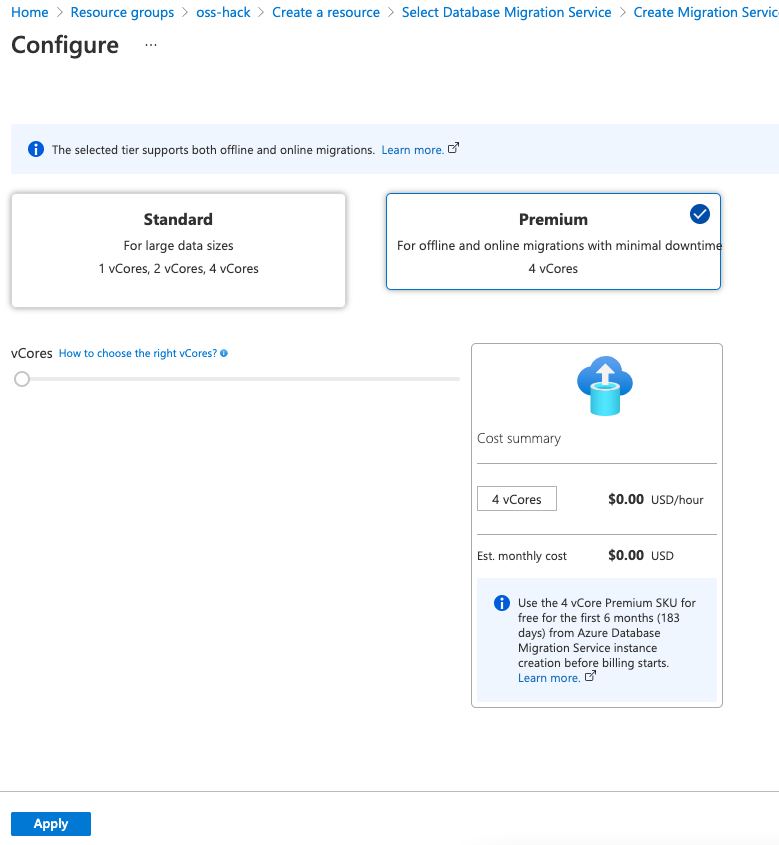 Home > Resource groups > oss-hack > Create a resource > Select Database Migration Service > Create Migration Servic
Configure ...
The selected tier supports both offline and online migrations. Learn more.
Standard
For large data sizes
1 vCores, 2 vCores, 4 vCores
Premium
For offline and online migrations with minimal downtime
4 vCores
vCores How to choose the right vCores?
Cost summary
4 vCores $0.00 USD/hour
Est. monthly cost $0.00 USD
Use the 4 vCore Premium SKU for
free for the first 6 months (183
days) from Azure Database
Migration Service instance
creation before billing starts.
Learn more.
Apply